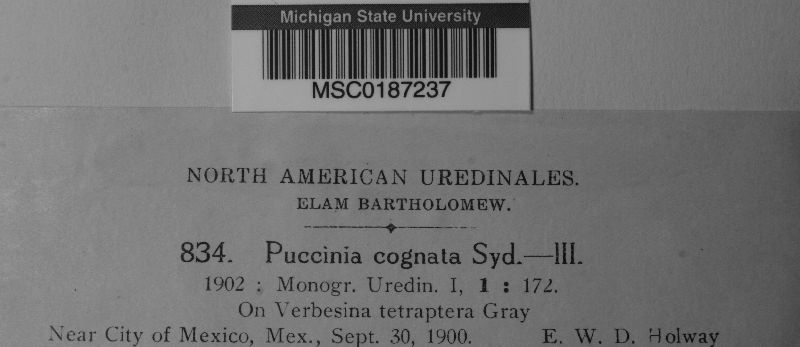 Michigan State University
MSC0187237
NORTH AMERICAN UREDINALES.
ELAM BARTHOLOMEW.
834. Puccinia cognata Syd.—III.
1902 : Monogr. Uredin. I, 1 : 172.
On Verbesina tetraptera Gray
Near City of Mexico, Mex., Sept. 30, 1900. E. W. D. Holway